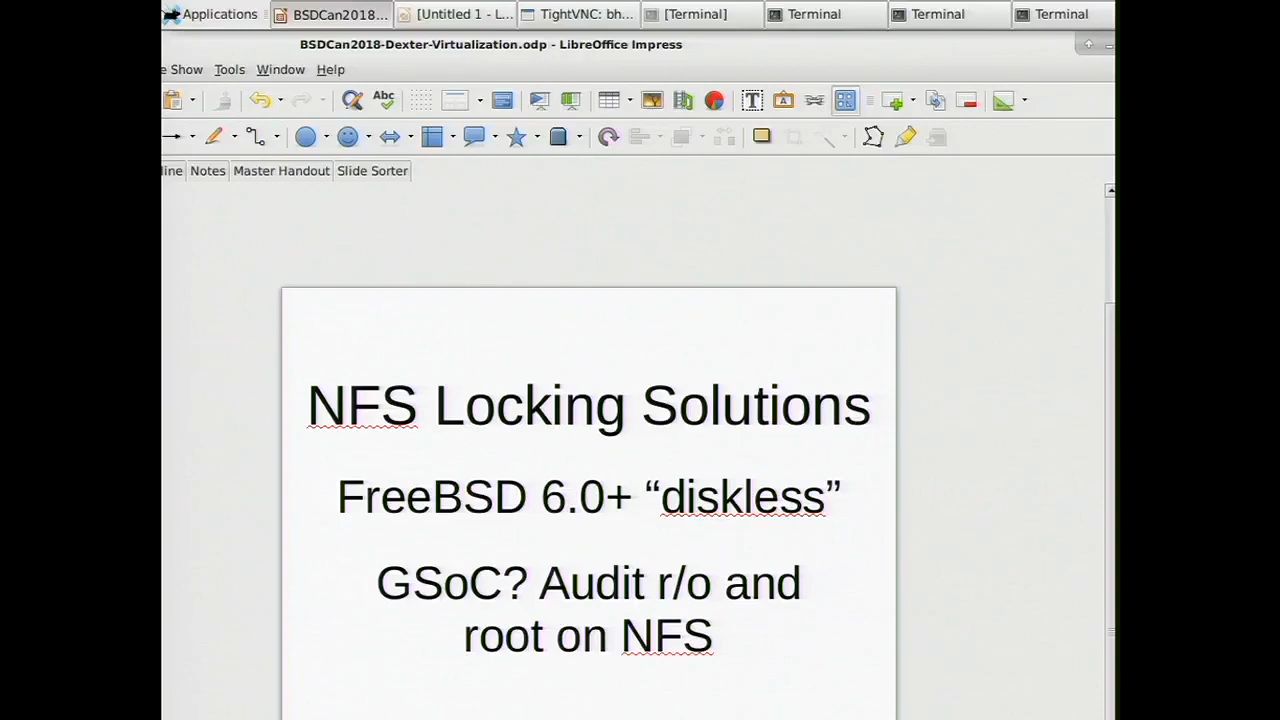 Applications
BSDCan2018...
[Untitled 1 - L...
TightVNC: bh...
[Terminal]
Terminal
Terminal
Terminal
BSDCan2018-Dexter-Virtualization.odp - LibreOffice Impress
e Show Tools Window Help
Abc
line Notes Master Handout Slide Sorter
NFS Locking Solutions
FreeBSD 6.0+ “diskless”
GSoC? Audit r/o and
root on NFS